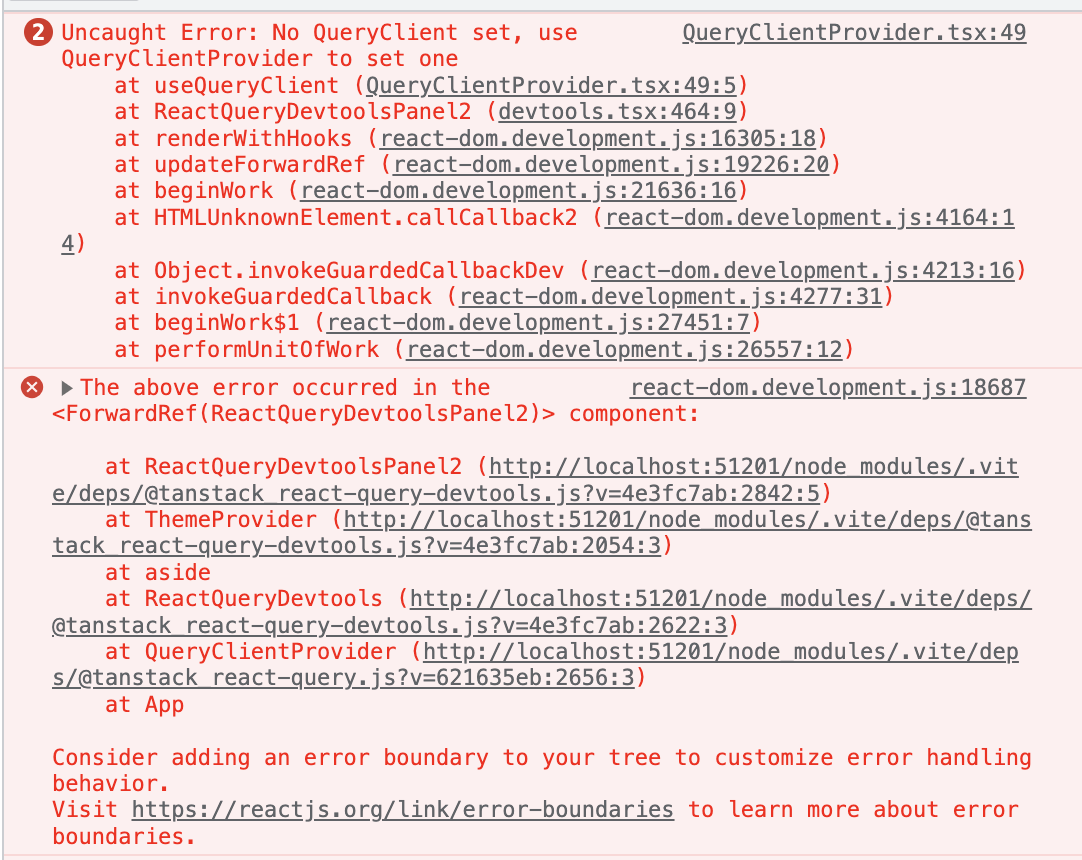 2 Uncaught Error: No QueryClient set, use QueryClientProvider.tsx:49
QueryClientProvider to set one
at useQueryClient (QueryClientProvider.tsx:49:5)
at ReactQueryDevtoolsPanel2 (devtools.tsx:464:9)
at renderWithHooks (react-dom.development.js:16305:18)
at updateForwardRef (react-dom.development.js:19226:20)
at beginWork (react-dom.development.js:21636:16)
at HTMLUnknownElement.callCallback2 (react-dom.development.js:4164:1
4)
at Object.invokeGuardedCallbackDev (react-dom.development.js:4213:16)
at invokeGuardedCallback (react-dom.development.js:4277:31)
at beginWork$1 (react-dom.development.js:27451:7)
at performUnitOfWork (react-dom.development.js:26557:12)
The above error occurred in the react-dom.development.js:18687
<ForwardRef(ReactQueryDevtoolsPanel2)> component:
at ReactQueryDevtoolsPanel2 (http://localhost:51201/node_modules/.vit
e/deps/@tanstack_react-query-devtools.js?v=4e3fc7ab:2842:5)
at ThemeProvider (http://localhost:51201/node_modules/.vite/deps/@tans
tack_react-query-devtools.js?v=4e3fc7ab:2054:3)
at aside
at ReactQueryDevtools (http://localhost:51201/node_modules/.vite/deps/
@tanstack_react-query-devtools.js?v=4e3fc7ab:2622:3)
at QueryClientProvider (http://localhost:51201/node_modules/.vite/dep
s/@tanstack_react-query.js?v=621635eb:2656:3)
at App
Consider adding an error boundary to your tree to customize error handling
behavior.
Visit https://reactjs.org/link/error-boundaries to learn more about error
boundaries.